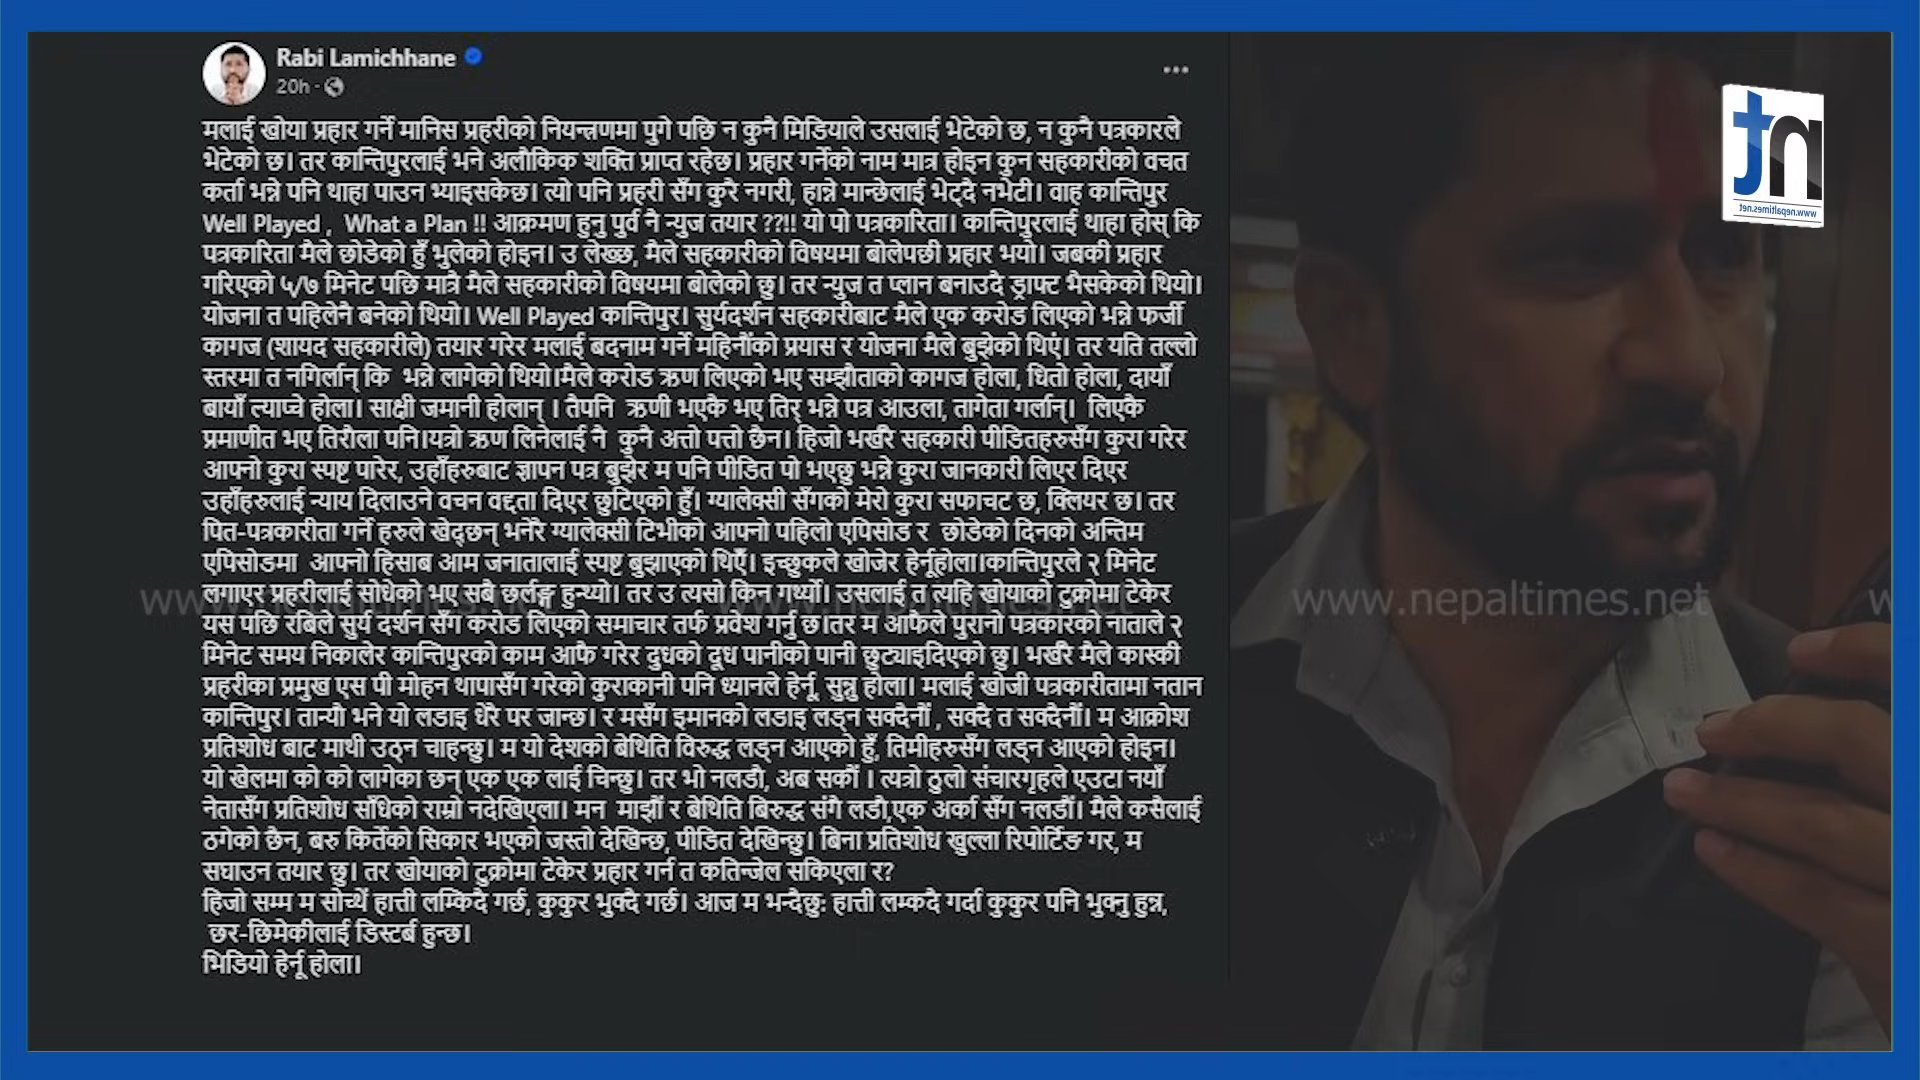 Rabi Lamichhane
20h
मलाई खोया प्रहार गर्ने मानिस प्रहरीको नियन्त्रणमा पुगे पछि न कुनै मिडियाले उसलाई भेटेको छ, न कुनै पत्रकारले
भेटेको छ। तर कान्तिपुरलाई भने अलौकिक शक्ति प्राप्त रहेछ। प्रहार गर्नेको नाम मात्र होइन कुन सहकारीको वचत
कर्ता भन्ने पनि थाहा पाउन भ्याइसकेछ। त्यो पनि प्रहरी सँग कुरै नगरी, हान्ने मान्छेलाई भेट्दै नभेटी। वाह कान्तिपुर
Well Played , What a Plan !! आक्रमण हुनु पुर्व नै न्युज तयार ??!! यो पो पत्रकारिता। कान्तिपुरलाई थाहा होस् कि
पत्रकारिता मैले छोडेको हुँ भुलेको होइन। उ लेख्छ, मैले सहकारीको विषयमा बोलेपछी प्रहार भयो। जबकी प्रहार
गरिएको ५/७ मिनेट पछि मात्रै मैले सहकारीको विषयमा बोलेको छु। तर न्युज त प्लान बनाउदै ड्राफ्ट भैसकेको थियो।
योजना त पहिलेनै बनेको थियो। Well Played कान्तिपुर। सुर्यदर्शन सहकारीबाट मैले एक करोड लिएको भन्ने फर्जी
कागज (शायद सहकारीले) तयार गरेर मलाई बदनाम गर्ने महिनौंको प्रयास र योजना मैले बुझेको थिएं। तर यति तल्लो
स्तरमा त नगिर्लान् कि भन्ने लागेको थियो।मैले करोड ऋण लिएको भए सम्झौताको कागज होला, धितो होला, दायाँ
बायाँ त्याप्चे होला। साक्षी जमानी होलान् । तैपनि ऋणी भएकै भए तिर् भन्ने पत्र आउला, तागेता गर्लान्। लिएकै
प्रमाणीत भए तिरौला पनि।यत्रो ऋण लिनेलाई नै कुनै अत्तो पत्तो छैन। हिजो भर्खरै सहकारी पीडितहरुसँग कुरा गरेर
आफ्नो कुरा स्पष्ट पारेर, उहाँहरुबाट ज्ञापन पत्र बुझेर म पनि पीडित पो भएछु भन्ने कुरा जानकारी लिएर दिएर
उहाँहरुलाई न्याय दिलाउने वचन वद्दता दिएर छुटिएको हुँ। ग्यालेक्सी सँगको मेरो कुरा सफाचट छ, क्लियर छ। तर
पित-पत्रकारीता गर्ने हरुले खेद्छन् भनेरै ग्यालेक्सी टिभीको आफ्नो पहिलो एपिसोड र छोडेको दिनको अन्तिम
एपिसोडमा आफ्नो हिसाब आम जनातालाई स्पष्ट बुझाएको थिएँ। इच्छुकले खोजेर हेर्नूहोला।कान्तिपुरले २ मिनेट
लगाएर प्रहरीलाई सोधेको भए सबै छर्लङ्ग हुन्थ्यो। तर उ त्यसो किन गर्थ्यो। उसलाई त त्यहि खोयाको टुक्रोमा टेकेर
यस पछि रबिले सुर्य दर्शन सँग करोड लिएको समाचार तर्फ प्रवेश गर्नु छ।तर म आफैले पुरानो पत्रकारको नाताले २
मिनेट समय निकालेर कान्तिपुरको काम आफै गरेर दुधको दूध पानीको पानी छुट्याइदिएको छु। भर्खरै मैले कास्की
प्रहरीका प्रमुख एस पी मोहन थापासँग गरेको कुराकानी पनि ध्यानले हेर्नू, सुन्नु होला। मलाई खोजी पत्रकारीतामा नतान
कान्तिपुर। तान्यौ भने यो लडाइ धेरै पर जान्छ। र मसँग इमानको लडाइ लड्न सक्दैनौं , सक्दै त सक्दैनौं। म आक्रोश
प्रतिशोध बाट माथी उठ्न चाहन्छु। म यो देशको बेथिति विरुद्ध लड्न आएको हुँ, तिमीहरुसँग लड्न आएको होइन।
यो खेलमा को को लागेका छन् एक एक लाई चिन्छु। तर भो नलडौ, अब सकौं । त्यत्रो ठुलो संचारगृहले एउटा नयाँ
नेतासँग प्रतिशोध साँधेको राम्रो नदेखिएला। मन माझौं र बेथिति बिरुद्ध संगै लडौ,एक अर्का सँग नलडौं। मैले कसैलाई
ठगेको छैन, बरु किर्तेको सिकार भएको जस्तो देखिन्छ, पीडित देखिन्छु। बिना प्रतिशोध खुल्ला रिपोर्टिङ गर, म
सघाउन तयार छु। तर खोयाको टुक्रोमा टेकेर प्रहार गर्न त कतिन्जेल सकिएला र?
हिजो सम्म म सोच्थें हात्ती लम्किदै गर्छ, कुकुर भुक्दै गर्छ। आज म भन्दैछुः हात्ती लम्कदै गर्दा कुकुर पनि भुक्नु हुन्न,
छर-छिमेकीलाई डिस्टर्ब हुन्छ।
भिडियो हेर्नू होला।
www.nepaltimes.net
www.nepaltimes.net